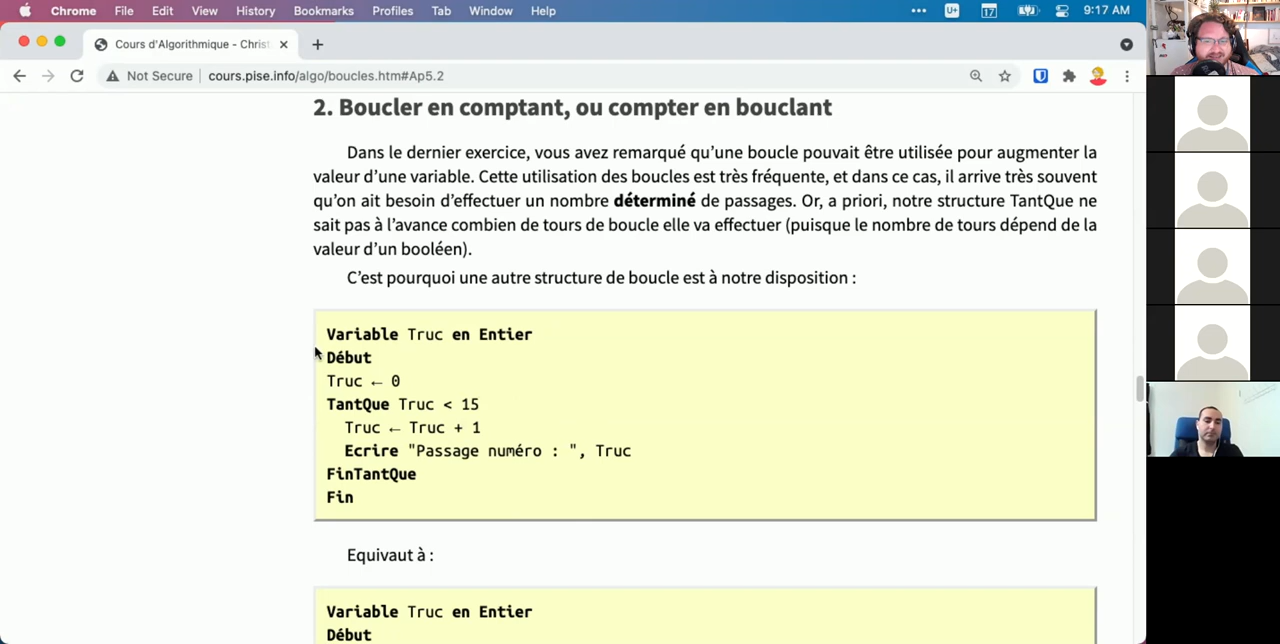 Chrome File Edit View History Bookmarks Profiles Tab Window Help ••• U+ 17 9:17 AM
Cours d'Algorithmique - Christ
Not Secure cours.pise.info/algo/boucles.htm#Ap5.2
2. Boucler en comptant, ou compter en bouclant
Dans le dernier exercice, vous avez remarqué qu’une boucle pouvait être utilisée pour augmenter la
valeur d’une variable. Cette utilisation des boucles est très fréquente, et dans ce cas, il arrive très souvent
qu’on ait besoin d’effectuer un nombre déterminé de passages. Or, a priori, notre structure TantQue ne
sait pas à l’avance combien de tours de boucle elle va effectuer (puisque le nombre de tours dépend de la
valeur d’un booléen).
C’est pourquoi une autre structure de boucle est à notre disposition :
Variable Truc en Entier
Début
Truc ← 0
TantQue Truc < 15
Truc ← Truc + 1
Ecrire "Passage numéro : ", Truc
FinTantQue
Fin
Equivaut à :
Variable Truc en Entier
Début